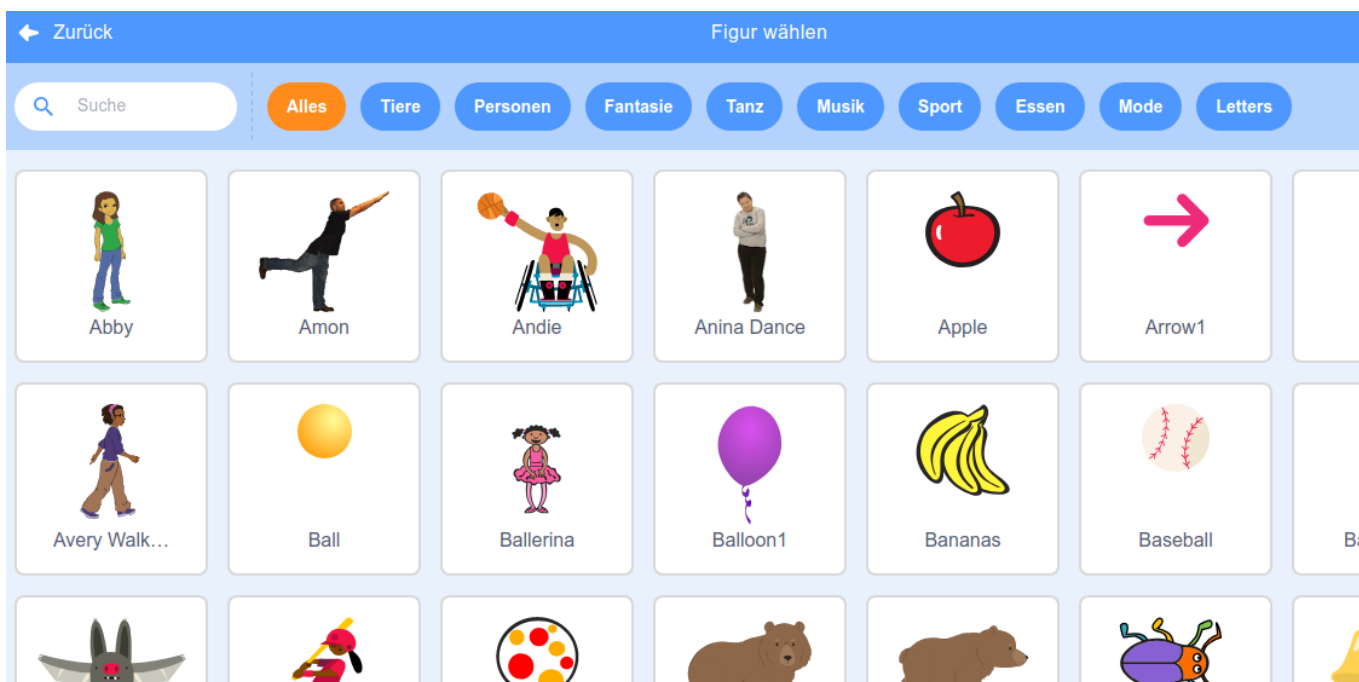 Zurück
Figur wählen
Suche
Alles Tiere Personen Fantasie Tanz Musik Sport Essen Mode Letters
Abby Amon Andie Anina Dance Apple Arrow1
Avery Walk… Ball Ballerina Balloon1 Bananas Baseball